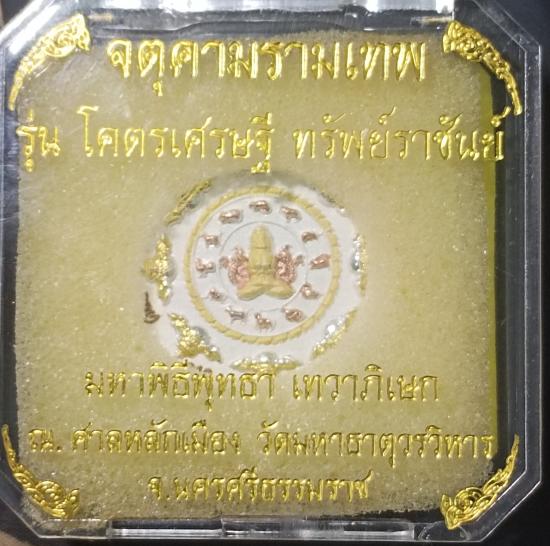 จตุคามรามเทพ
รุ่น โคตรเศรษฐี ทรัพย์ราชันย์
มหาพิธีพุทธา เทวาภิเษก
ณ. ศาลหลักเมือง วัดมหาธาตุวรวิหาร
จ.นครศรีธรรมราช